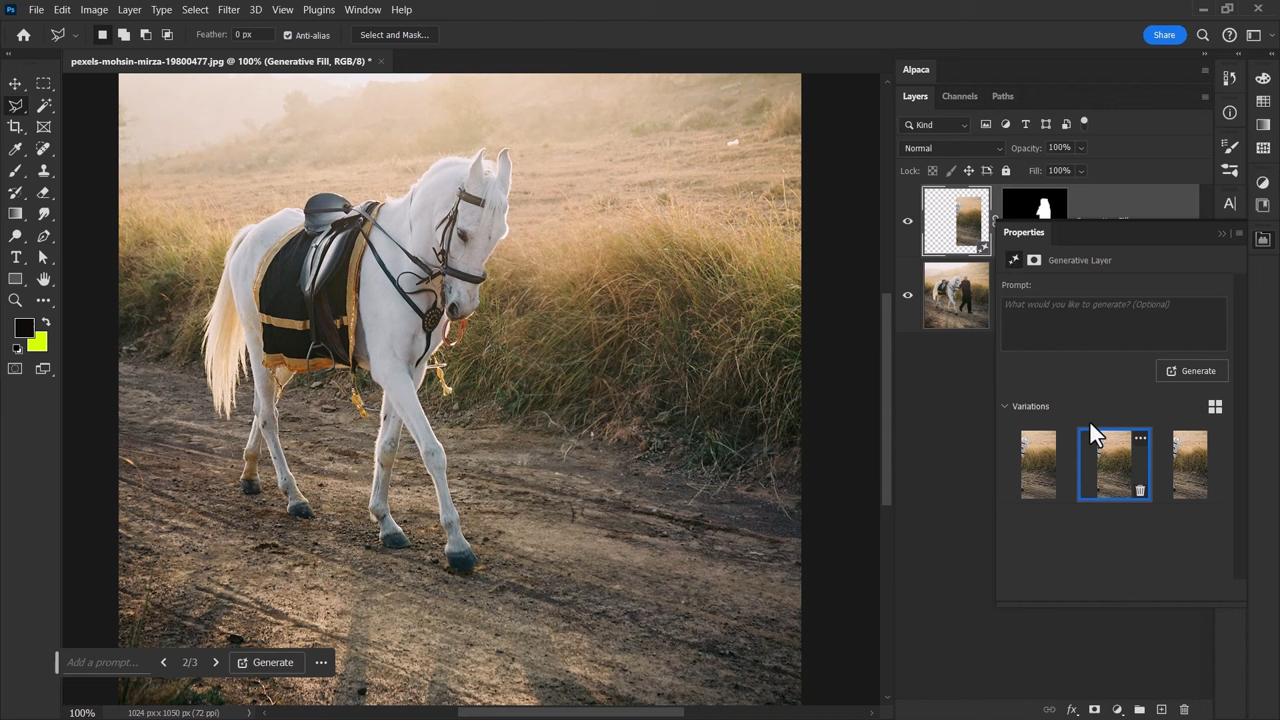 Ps File Edit Image Layer Type Select Filter 3D View Plugins Window Help
Feather: 0 px Anti-alias Select and Mask... Share
pexels-mohsin-mirza-19800477.jpg @ 100% (Generative Fill, RGB/8) *
Alpaca
Layers Channels Paths
Kind
Normal Opacity: 100%
Lock: Fill: 100%
Properties
Generative Layer
Prompt:
What would you like to generate? (Optional)
Generate
Variations
Add a prompt... 2/3 Generate
100% 1024 px x 1050 px (72 ppi)